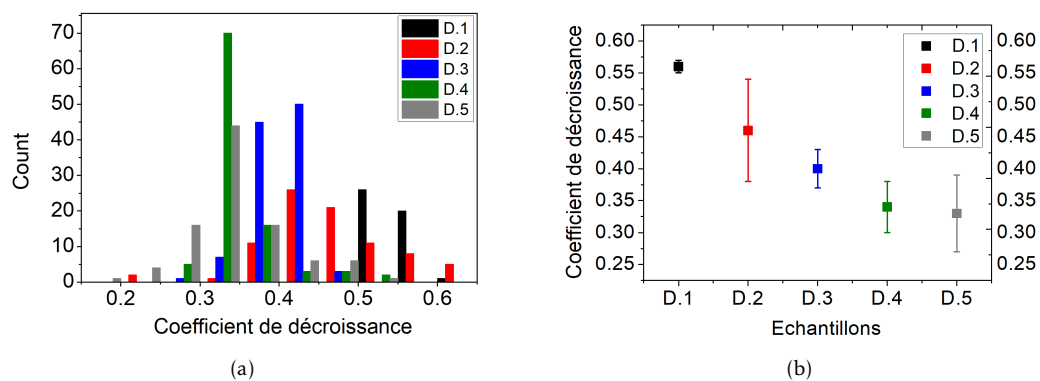 70
60
50
40
30
20
10
0
Count
0.2 0.3 0.4 0.5 0.6
Coefficient de décroissance
D.1
D.2
D.3
D.4
D.5
(a)
0.60
0.55
0.50
0.45
0.40
0.35
0.30
0.25
Coefficient de décroissance
D.1 D.2 D.3 D.4 D.5
Echantillons
D.1
D.2
D.3
D.4
D.5
0.60
0.55
0.50
0.45
0.40
0.35
0.30
0.25
(b)